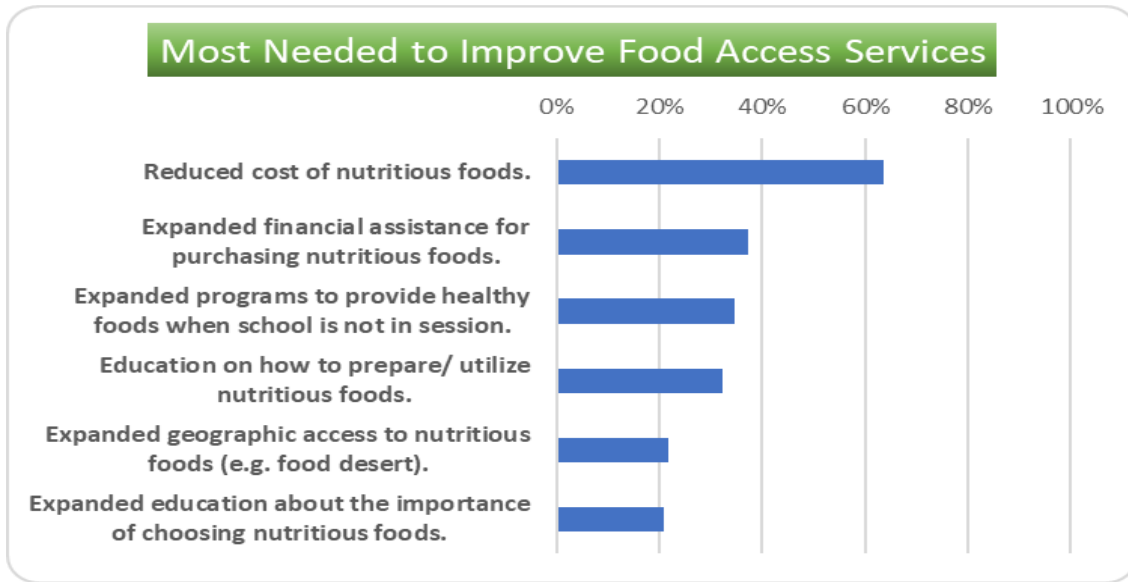 Most Needed to Improve Food Access Services
0% 20% 40% 60% 80% 100%
Reduced cost of nutritious foods.
Expanded financial assistance for
purchasing nutritious foods.
Expanded programs to provide healthy
foods when school is not in session.
Education on how to prepare/ utilize
nutritious foods.
Expanded geographic access to nutritious
foods (e.g. food desert).
Expanded education about the importance
of choosing nutritious foods.